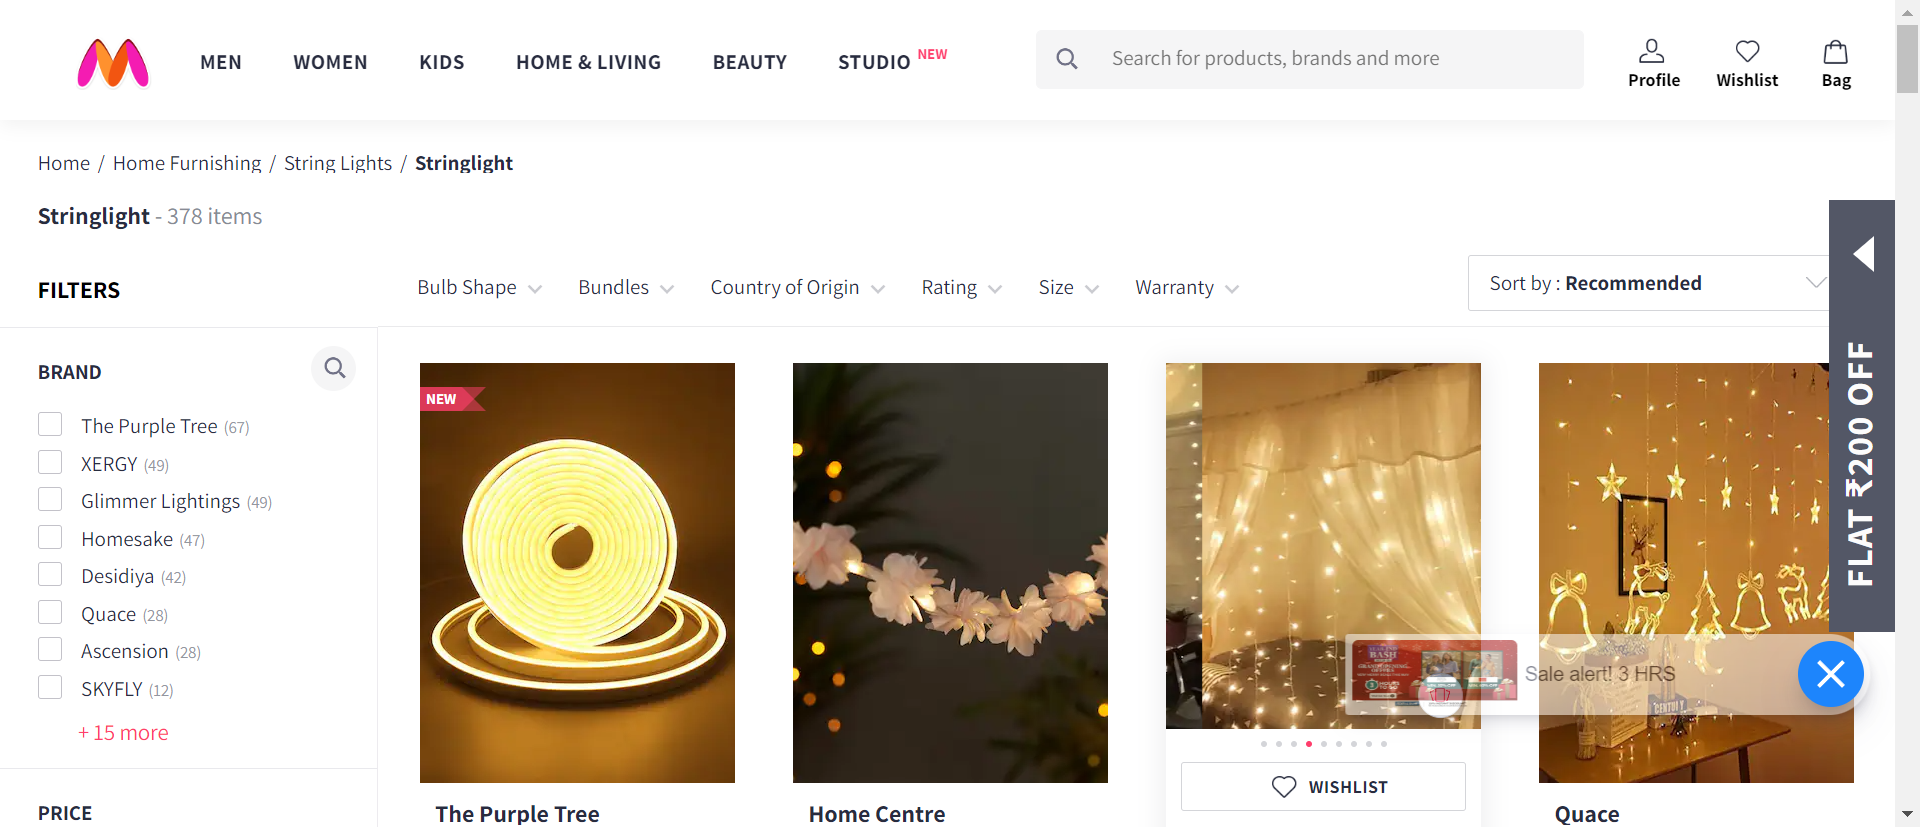 MEN
WOMEN
KIDS
HOME & LIVING
BEAUTY
STUDIO NEW
Search for products, brands and more
Profile
Wishlist
Bag
Home / Home Furnishing / String Lights / Stringlight
Stringlight - 378 items
FILTERS
Bulb Shape
Bundles
Country of Origin
Rating
Size
Warranty
Sort by : Recommended
FLAT ₹200 OFF
BRAND
The Purple Tree (67)
XERGY (49)
Glimmer Lightings (49)
Homesake (47)
Desidiya (42)
Quace (28)
Ascension (28)
SKYFLY (12)
+ 15 more
PRICE
NEW
The Purple Tree
Home Centre
WISHLIST
Quace
BASH
Sale alert! 3 HRS